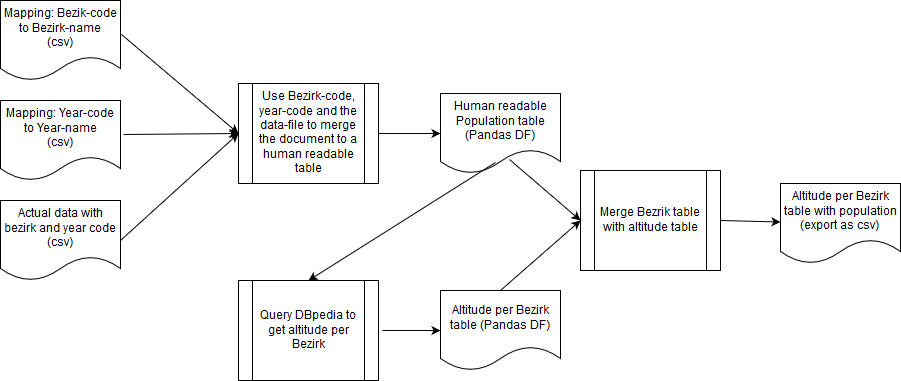 Mapping: Bezik-code
to Bezirk-name
(csv)
Mapping: Year-code
to Year-name
(csv)
Actual data with
bezirk and year code
(csv)
Use Bezirk-code,
year-code and the
data-file to merge
the document to a
human readable
table
Human readable
Population table
(Pandas DF)
Query DBpedia to
get altitude per
Bezirk
Altitude per Bezirk
table (Pandas DF)
Merge Bezrik table
with altitude table
Altitude per Bezirk
table with population
(export as csv)